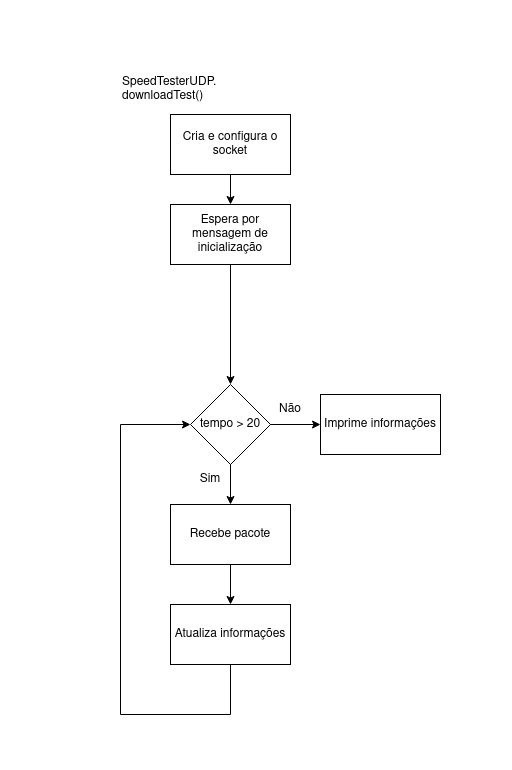 SpeedTesterUDP.
downloadTest()
Cria e configura o
socket
Espera por
mensagem de
inicialização
tempo > 20
Não
Imprime informações
Sim
Recebe pacote
Atualiza informações